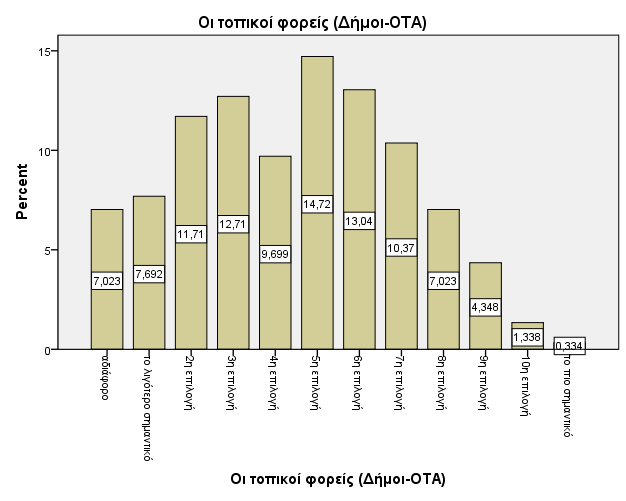 Οι τοπικοί φορείς (Δήμοι-ΟΤΑ)
Percent
15
10
5
0
7,023
7,692
11,71
12,71
9,699
14,72
13,04
10,37
7,023
4,348
1,338
0,334
αδιάφορο
το λιγότερο σημαντικό
2η επιλογή
3η επιλογή
4η επιλογή
5η επιλογή
6η επιλογή
7η επιλογή
8η επιλογή
9η επιλογή
10η επιλογή
το πιο σημαντικό
Οι τοπικοί φορείς (Δήμοι-ΟΤΑ)